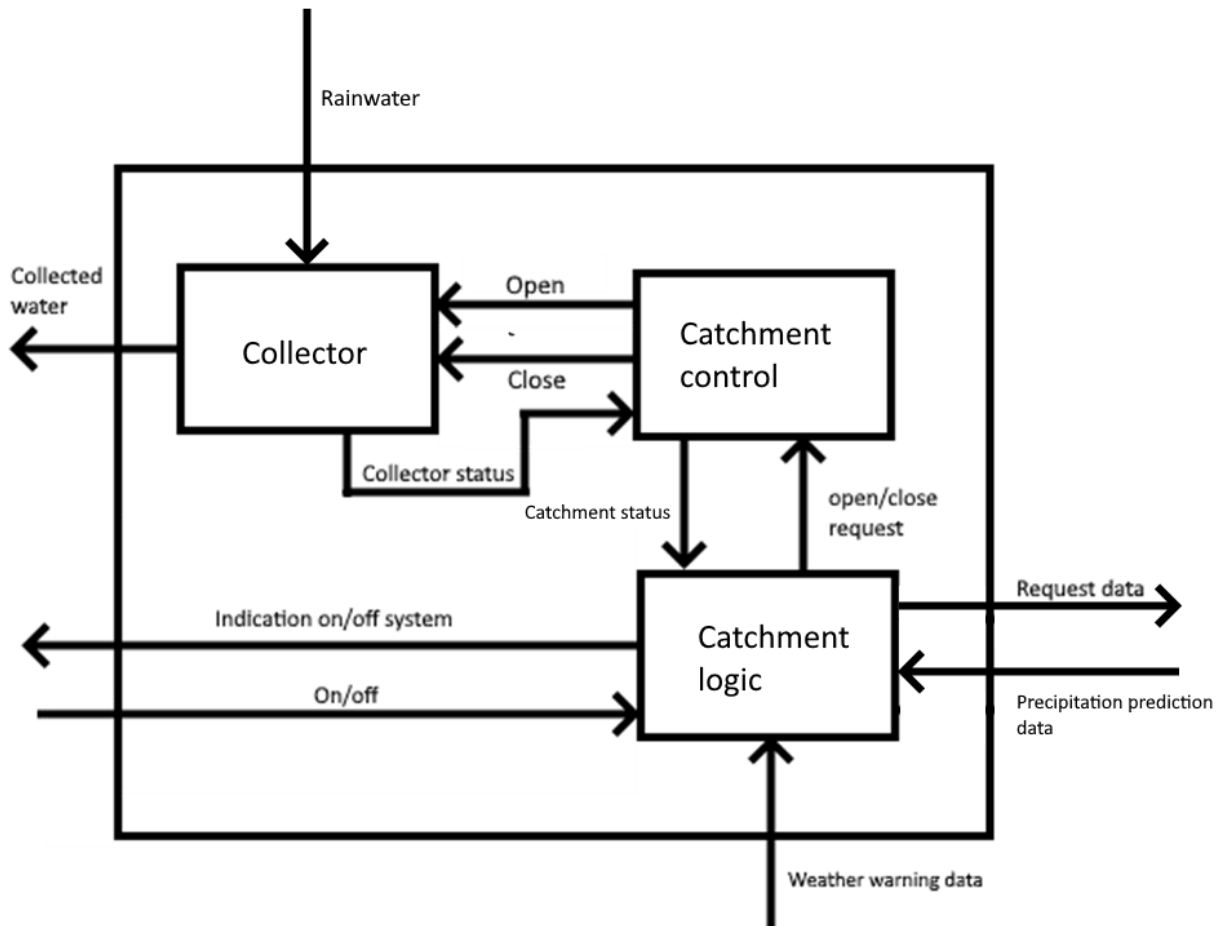 Rainwater
Collected
water
Open
Collector
Catchment
control
Close
Collector status
Catchment status
open/close
request
Request data
Indication on/off system
Catchment
logic
On/off
Precipitation prediction
data
Weather warning data